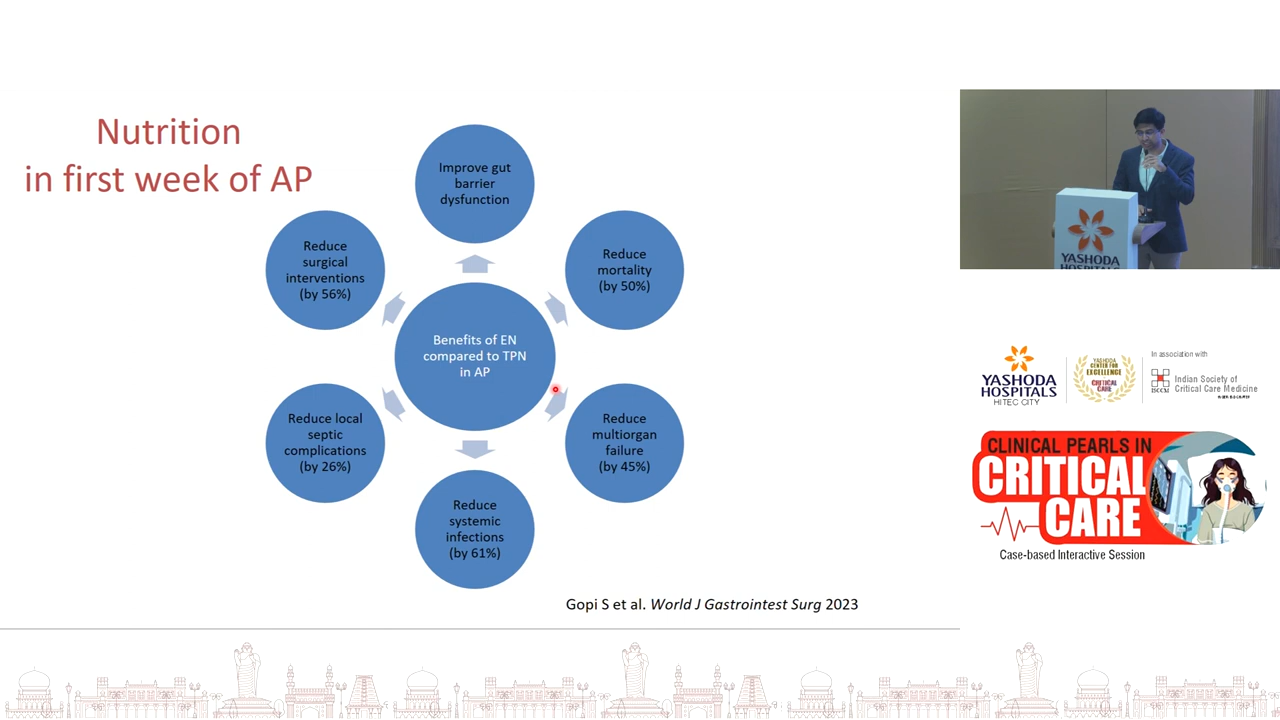 Nutrition
in first week of AP
Improve gut
barrier
dysfunction
Reduce
surgical
interventions
(by 56%)
Reduce
mortality
(by 50%)
Benefits of EN
compared to TPN
in AP
Reduce local
septic
complications
(by 26%)
Reduce
multiorgan
failure
(by 45%)
Reduce
systemic
infections
(by 61%)
Gopi S et al. World J Gastrointest Surg 2023
YASHODA
HOSPITALS
YASHODA
HOSPITALS
HITEC CITY
YASHODA
CENTER FOR
EXCELLENCE
CRITICAL
CARE
In association with
ISCCM
Indian Society of
Critical Care Medicine
CLINICAL PEARLS IN
CRITICAL
CARE
Case-based Interactive Session